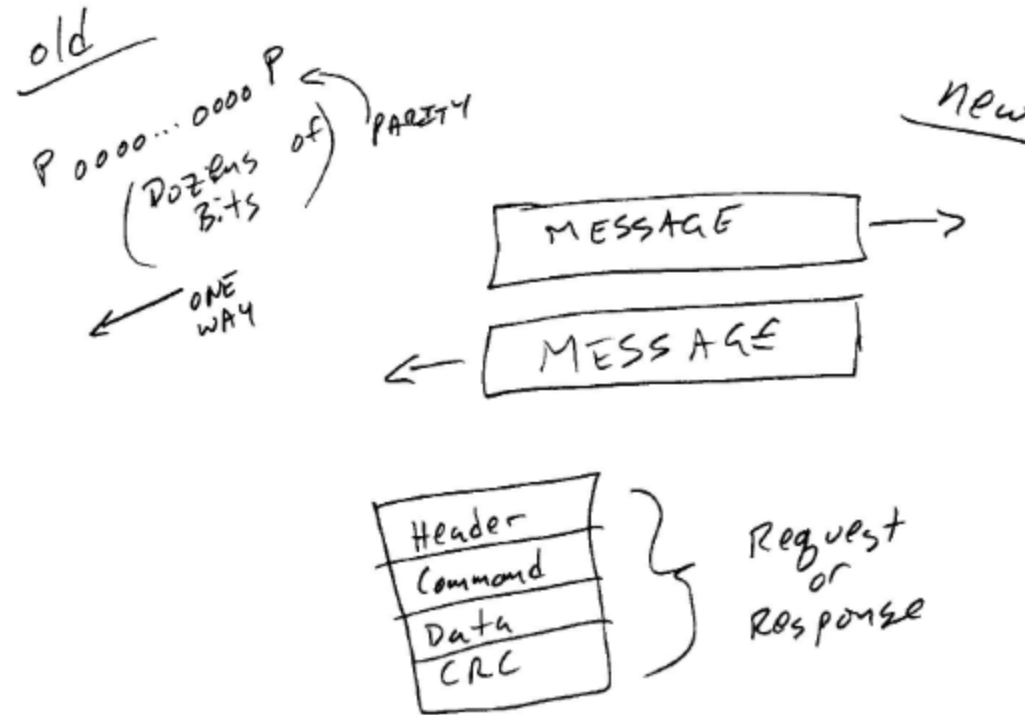 old
P 0000...0000 P
PARITY
(Dozens of
Bits)
ONE
WAY
new
MESSAGE
MESSAGE
Header
Command
Data
CRC
Request
or
Response